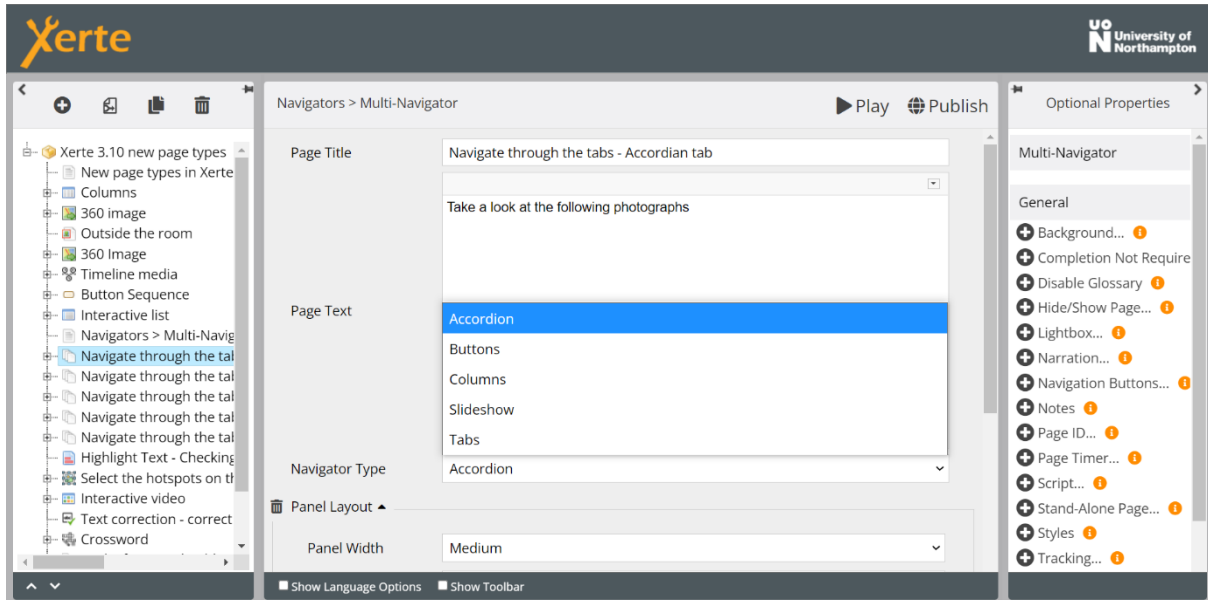 Xerte
UON University of
Northampton
Xerte 3.10 new page types
New page types in Xerte
Columns
360 image
Outside the room
360 Image
Timeline media
Button Sequence
Interactive list
Navigators > Multi-Navig
Navigate through the tal
Navigate through the tal
Navigate through the tal
Navigate through the tal
Navigate through the tal
Highlight Text - Checking
Select the hotspots on th
Interactive video
Text correction - correct
Crossword
Navigators > Multi-Navigator
Play
Publish
Page Title
Navigate through the tabs - Accordian tab
Take a look at the following photographs
Page Text
Accordion
Buttons
Columns
Slideshow
Tabs
Navigator Type
Accordion
Panel Layout
Panel Width
Medium
Show Language Options
Show Toolbar
Optional Properties
Multi-Navigator
General
Background...
Completion Not Require
Disable Glossary
Hide/Show Page...
Lightbox...
Narration...
Navigation Buttons...
Notes
Page ID...
Page Timer...
Script...
Stand-Alone Page...
Styles
Tracking...